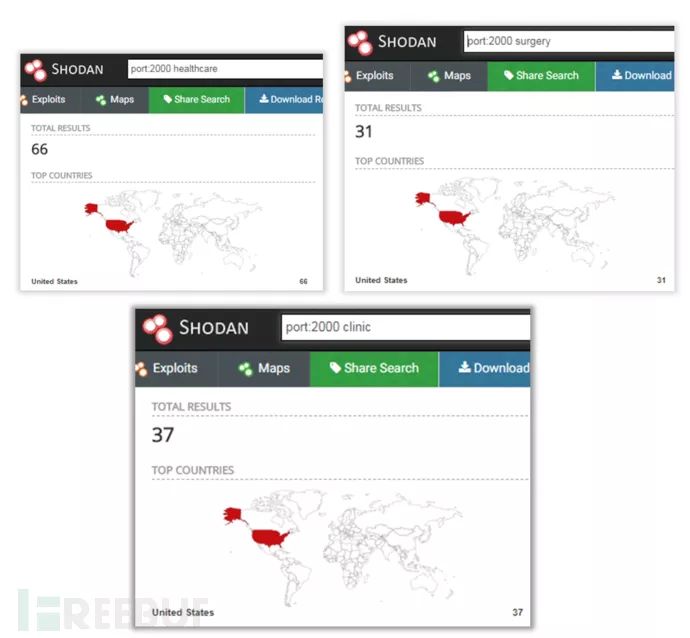 SHODAN
port:2000 healthcare
Exploits Maps Share Search Download Re
TOTAL RESULTS
66
TOP COUNTRIES
United States 66
SHODAN
port:2000 surgery
Exploits Maps Share Search Download
TOTAL RESULTS
31
TOP COUNTRIES
United States 31
SHODAN
port:2000 clinic
Exploits Maps Share Search Download
TOTAL RESULTS
37
TOP COUNTRIES
United States 37
FREEBUF